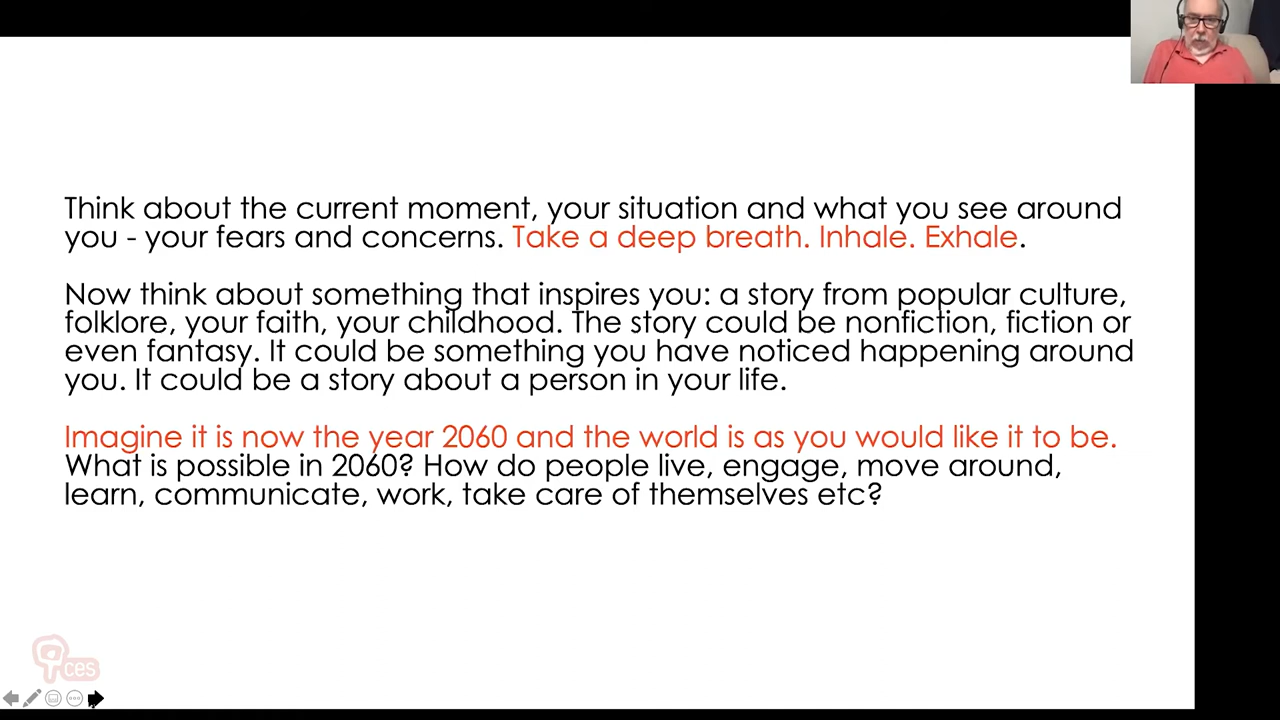 Think about the current moment, your situation and what you see around
you - your fears and concerns. Take a deep breath. Inhale. Exhale.
Now think about something that inspires you: a story from popular culture,
folklore, your faith, your childhood. The story could be nonfiction, fiction or
even fantasy. It could be something you have noticed happening around
you. It could be a story about a person in your life.
Imagine it is now the year 2060 and the world is as you would like it to be.
What is possible in 2060? How do people live, engage, move around,
learn, communicate, work, take care of themselves etc?
ces